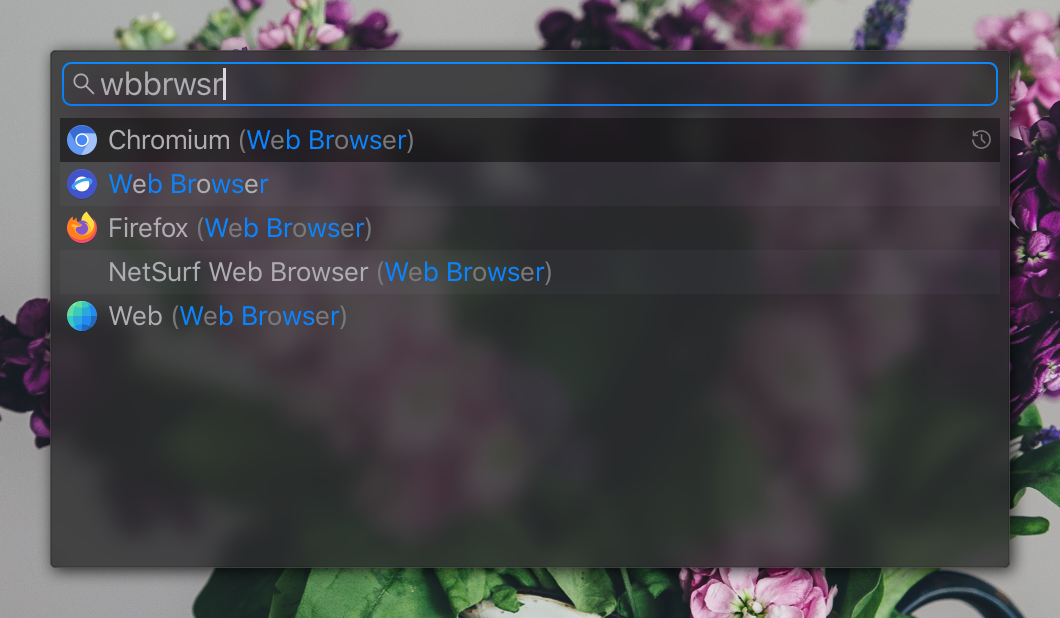 wbbrwsr
Chromium (Web Browser)
Web Browser
Firefox (Web Browser)
NetSurf Web Browser (Web Browser)
Web (Web Browser)